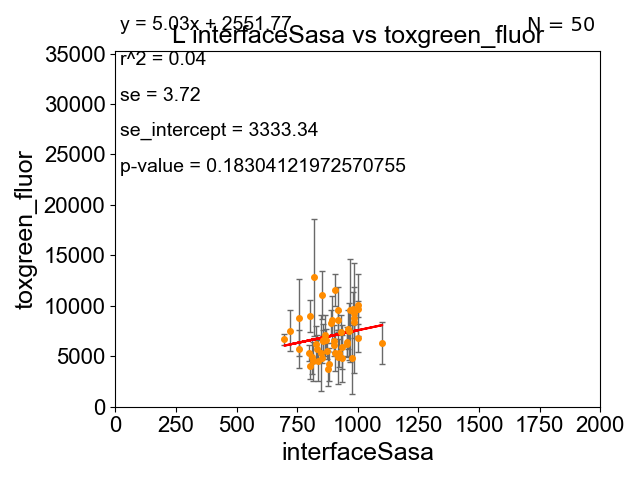 y = 5.03x + 2551.77
N = 50
L interfaceSasa vs toxgreen_fluor
r^2 = 0.04
se = 3.72
se_intercept = 3333.34
p-value = 0.18304121972570755
35000
30000
25000
20000
15000
10000
5000
0
toxgreen_fluor
0 250 500 750 1000 1250 1500 1750 2000
interfaceSasa